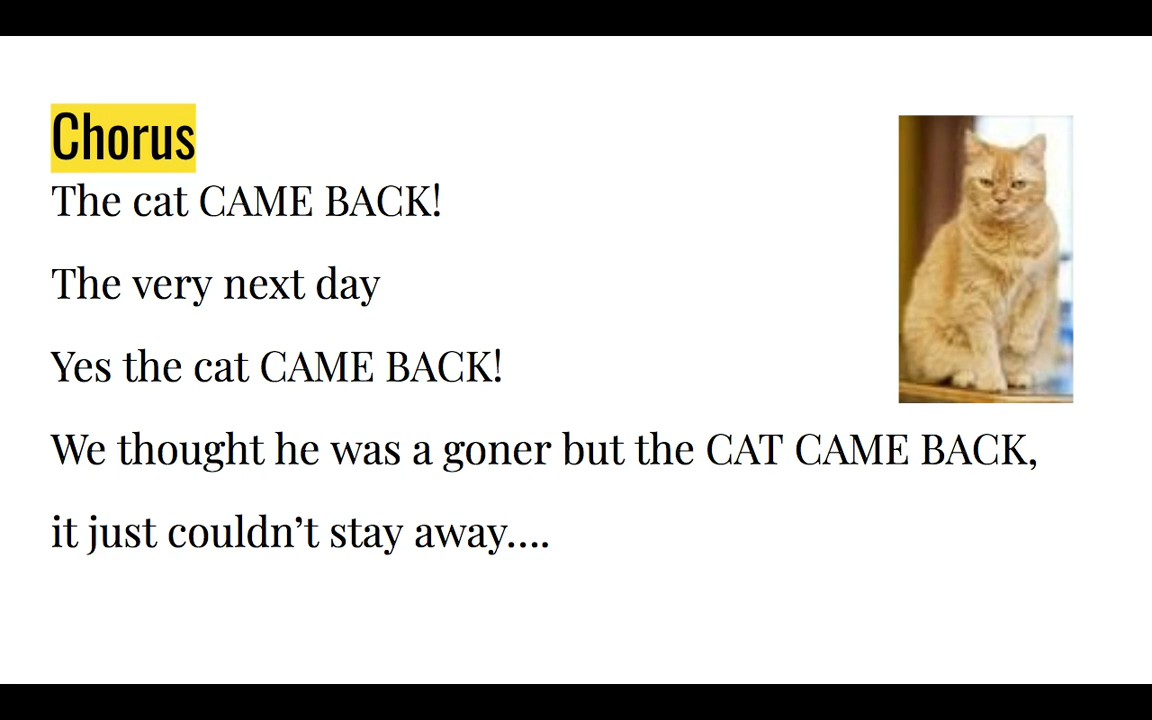 Chorus
The cat CAME BACK!
The very next day
Yes the cat CAME BACK!
We thought he was a goner but the CAT CAME BACK,
it just couldn’t stay away....